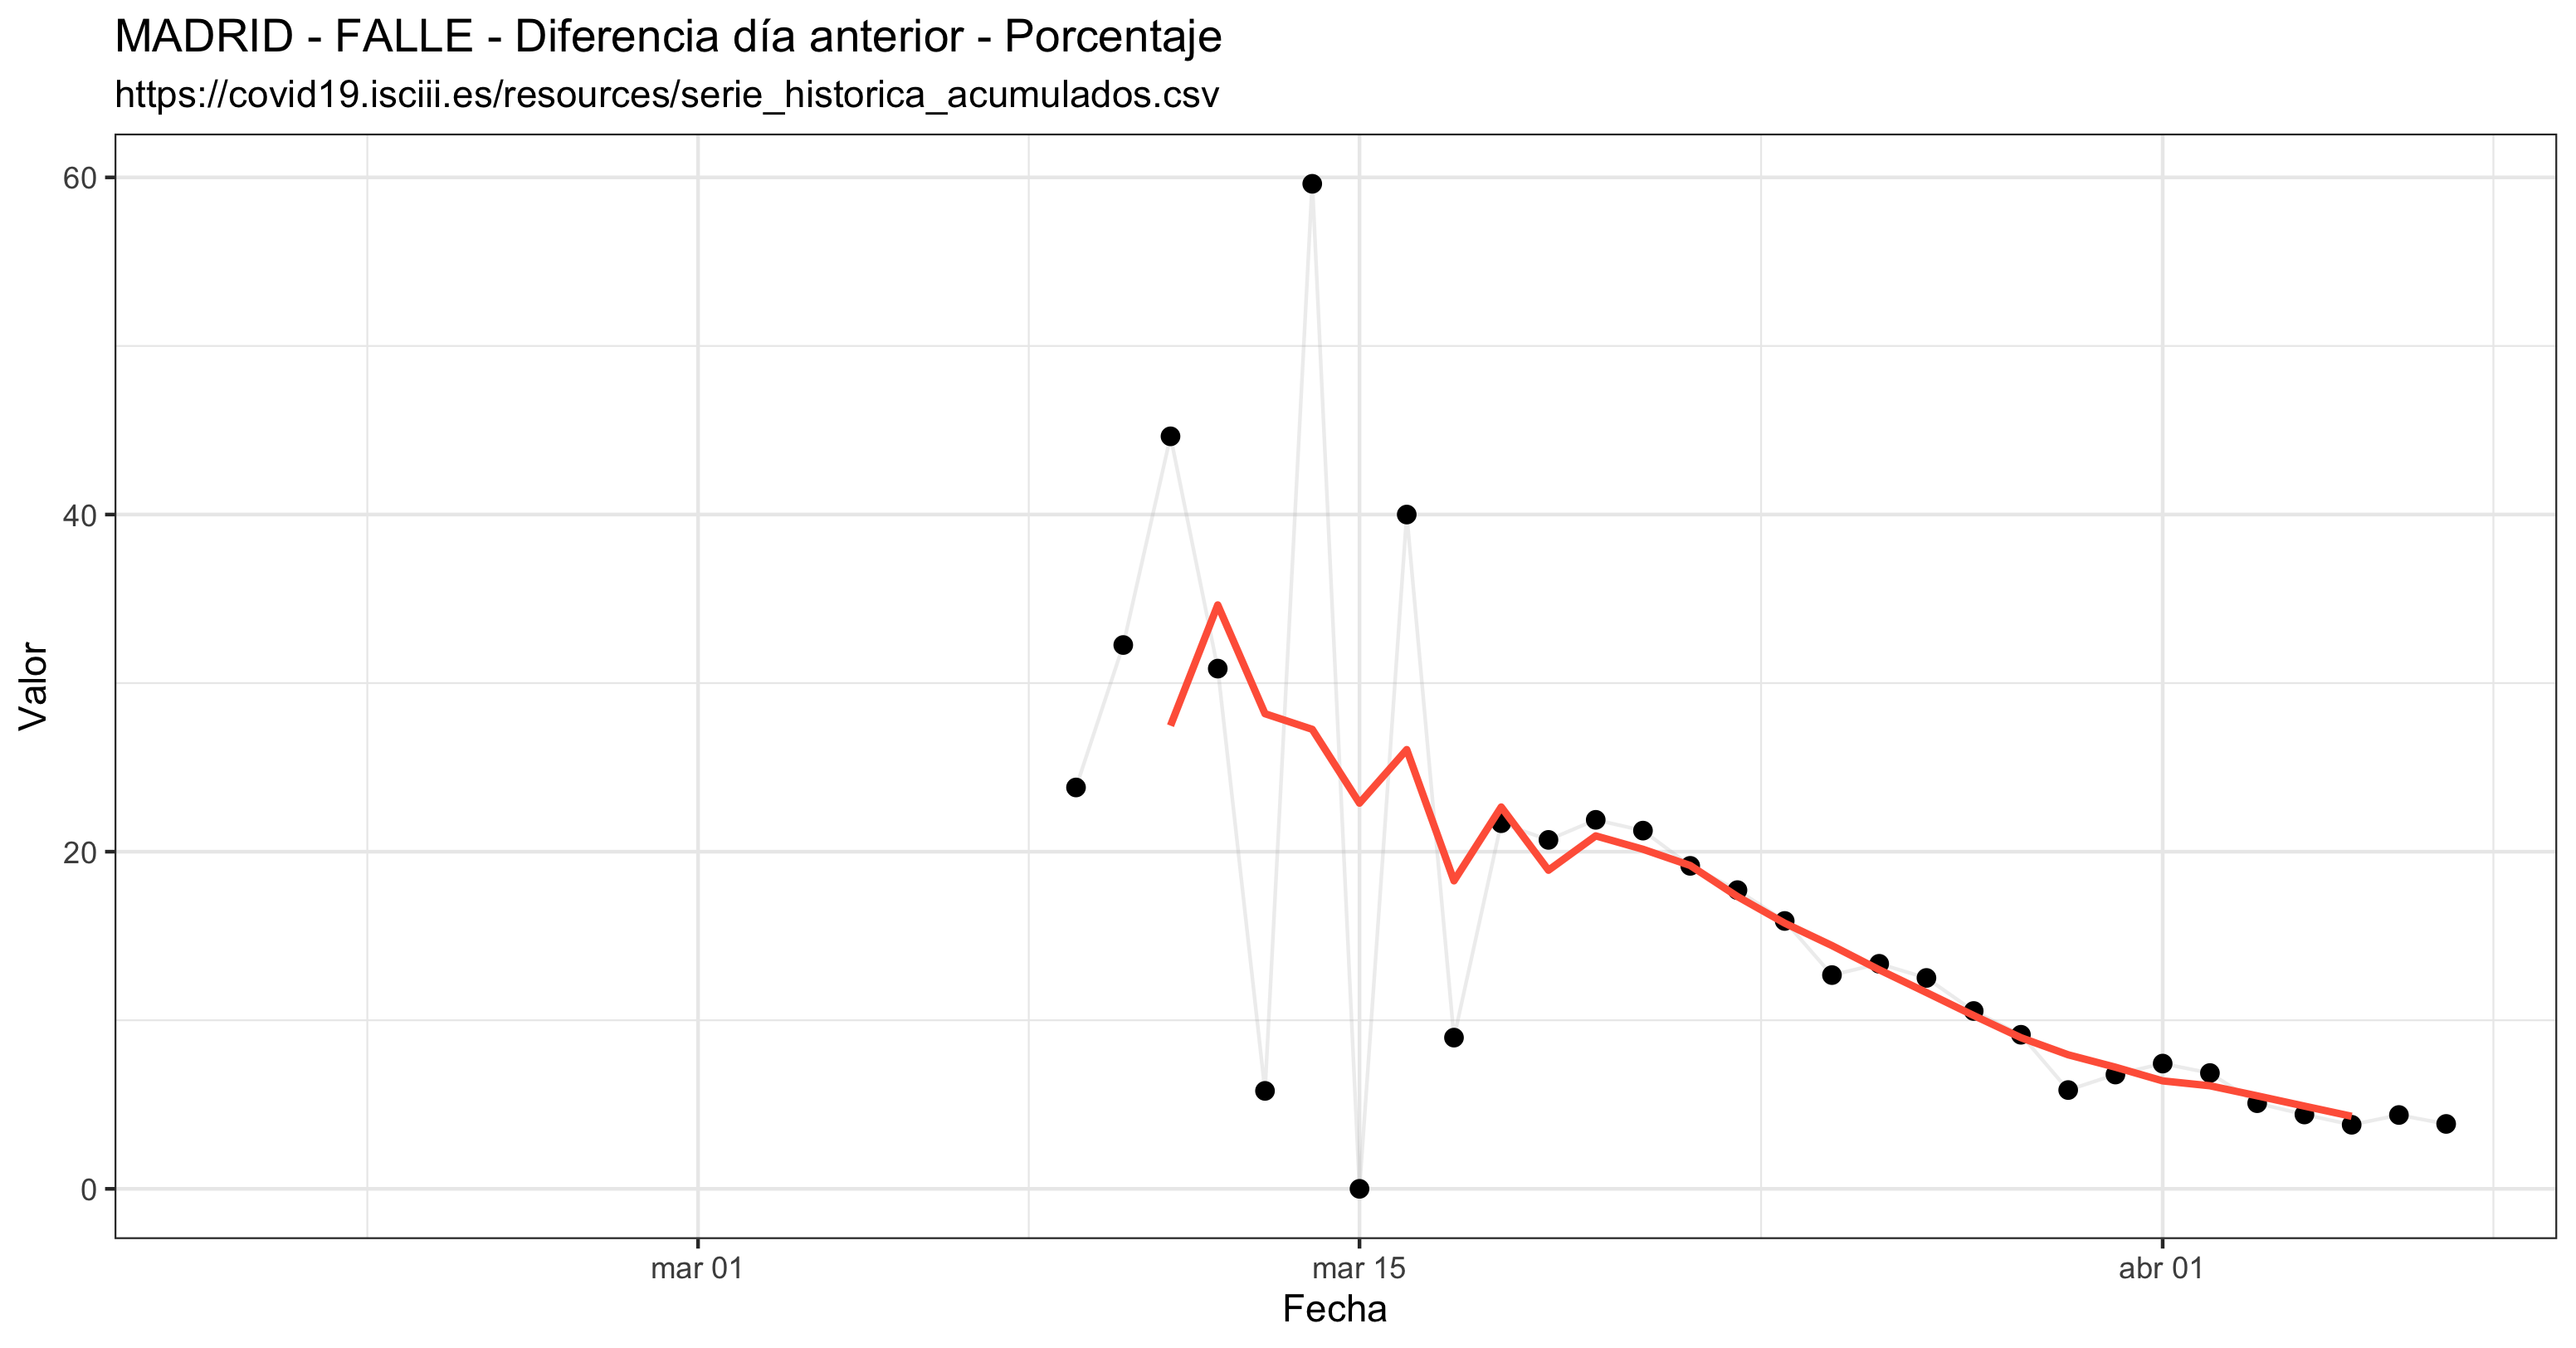 MADRID - FALLE - Diferencia día anterior - Porcentaje
https://covid19.isciii.es/resources/serie_historica_acumulados.csv
60
40
20
0
Valor
mar 01
mar 15
abr 01
Fecha